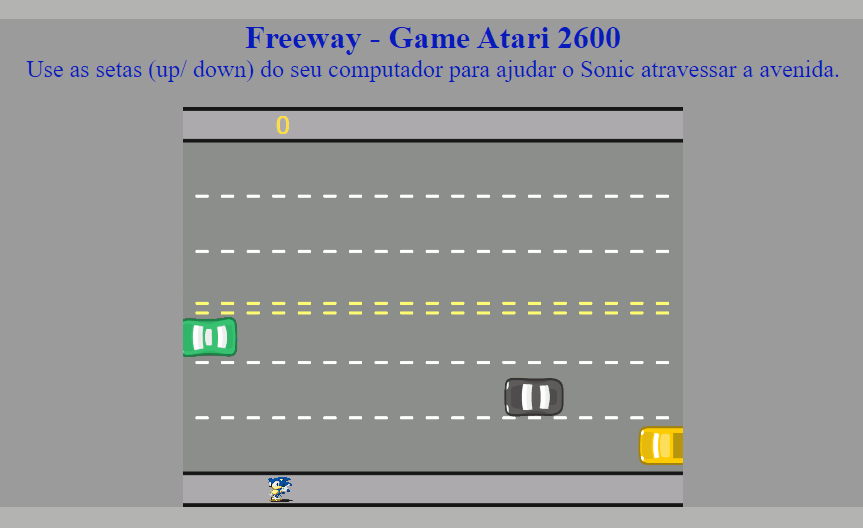 Freeway - Game Atari 2600
Use as setas (up/ down) do seu computador para ajudar o Sonic atravessar a avenida.
0